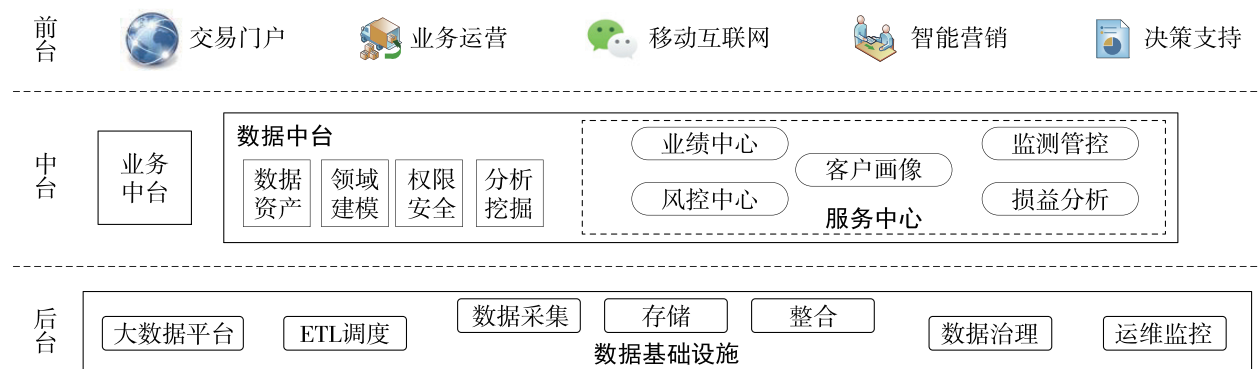 前台
交易门户
业务运营
移动互联网
智能营销
决策支持
中台
业务
中台
数据中台
数据
资产
领域
建模
权限
安全
分析
挖掘
业绩中心
风控中心
客户画像
监测管控
损益分析
服务中心
后台
大数据平台
ETL调度
数据采集
存储
整合
数据基础设施
数据治理
运维监控